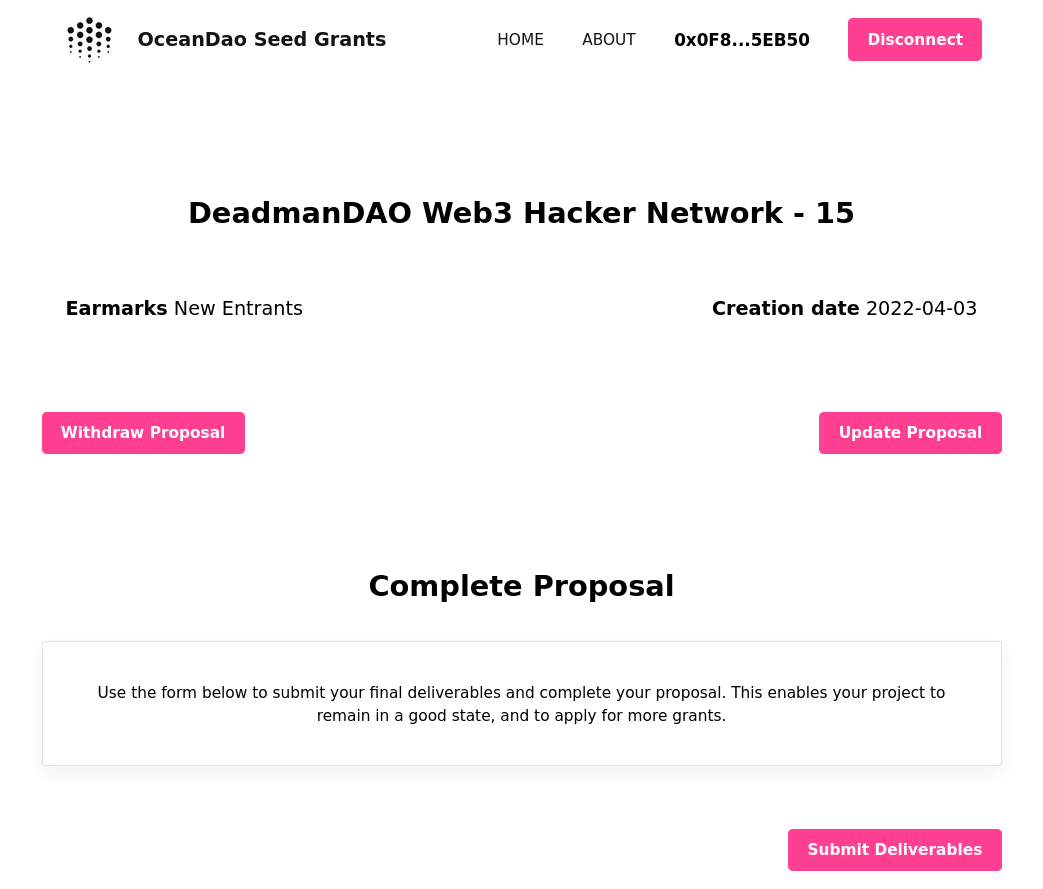 OceanDao Seed Grants
HOME
ABOUT
0x0F8...5EB50
Disconnect
DeadmanDAO Web3 Hacker Network - 15
Earmarks New Entrants
Creation date 2022-04-03
Withdraw Proposal
Update Proposal
Complete Proposal
Use the form below to submit your final deliverables and complete your proposal. This enables your project to
remain in a good state, and to apply for more grants.
Submit Deliverables